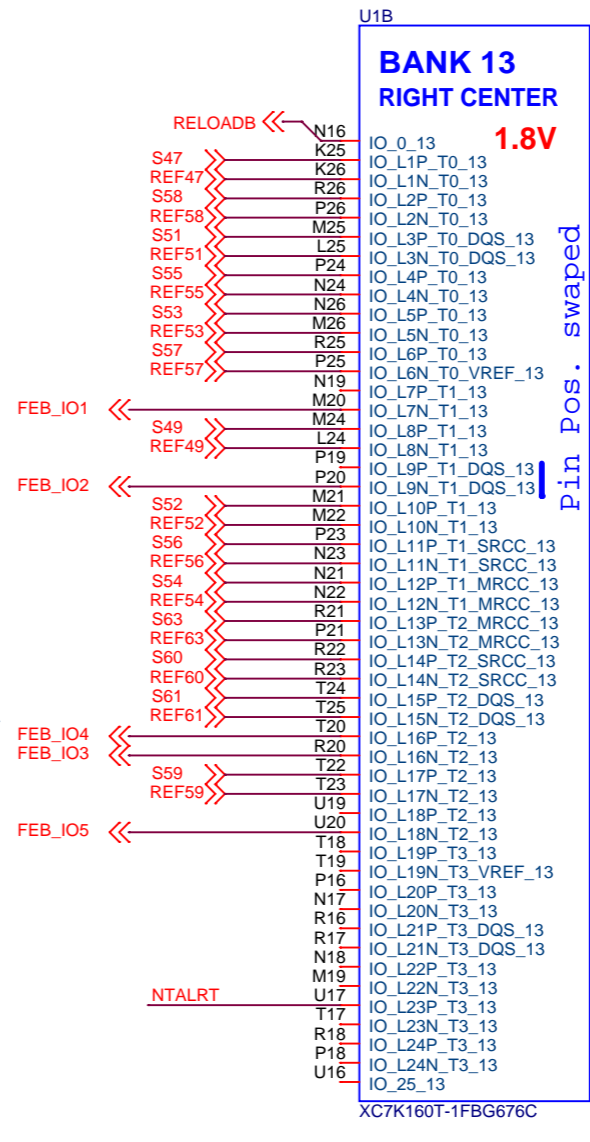 U1B
BANK 13
RIGHT CENTER
1.8V
Pin Pos. swaped
RELOADB N16 IO_0_13
S47 K25 IO_L1P_T0_13
REF47 K26 IO_L1N_T0_13
S58 R26 IO_L2P_T0_13
REF58 P26 IO_L2N_T0_13
S51 M25 IO_L3P_T0_DQS_13
REF51 L25 IO_L3N_T0_DQS_13
S55 P24 IO_L4P_T0_13
REF55 N24 IO_L4N_T0_13
S53 N26 IO_L5P_T0_13
REF53 M26 IO_L5N_T0_13
S57 R25 IO_L6P_T0_13
REF57 P25 IO_L6N_T0_VREF_13
N19 IO_L7P_T1_13
FEB_IO1 M20 IO_L7N_T1_13
S49 M24 IO_L8P_T1_13
REF49 L24 IO_L8N_T1_13
P19 IO_L9P_T1_DQS_13
FEB_IO2 P20 IO_L9N_T1_DQS_13
S52 M21 IO_L10P_T1_13
REF52 M22 IO_L10N_T1_13
S56 P23 IO_L11P_T1_SRCC_13
REF56 N23 IO_L11N_T1_SRCC_13
S54 N21 IO_L12P_T1_MRCC_13
REF54 N22 IO_L12N_T1_MRCC_13
S63 R21 IO_L13P_T2_MRCC_13
REF63 P21 IO_L13N_T2_MRCC_13
S60 R22 IO_L14P_T2_SRCC_13
REF60 R23 IO_L14N_T2_SRCC_13
S61 T24 IO_L15P_T2_DQS_13
REF61 T25 IO_L15N_T2_DQS_13
FEB_IO4 T20 IO_L16P_T2_13
FEB_IO3 R20 IO_L16N_T2_13
S59 T22 IO_L17P_T2_13
REF59 T23 IO_L17N_T2_13
U19 IO_L18P_T2_13
FEB_IO5 U20 IO_L18N_T2_13
T18 IO_L19P_T3_13
T19 IO_L19N_T3_VREF_13
P16 IO_L20P_T3_13
N17 IO_L20N_T3_13
R16 IO_L21P_T3_DQS_13
R17 IO_L21N_T3_DQS_13
N18 IO_L22P_T3_13
M19 IO_L22N_T3_13
NTALRT U17 IO_L23P_T3_13
T17 IO_L23N_T3_13
R18 IO_L24P_T3_13
P18 IO_L24N_T3_13
U16 IO_25_13
XC7K160T-1FBG676C